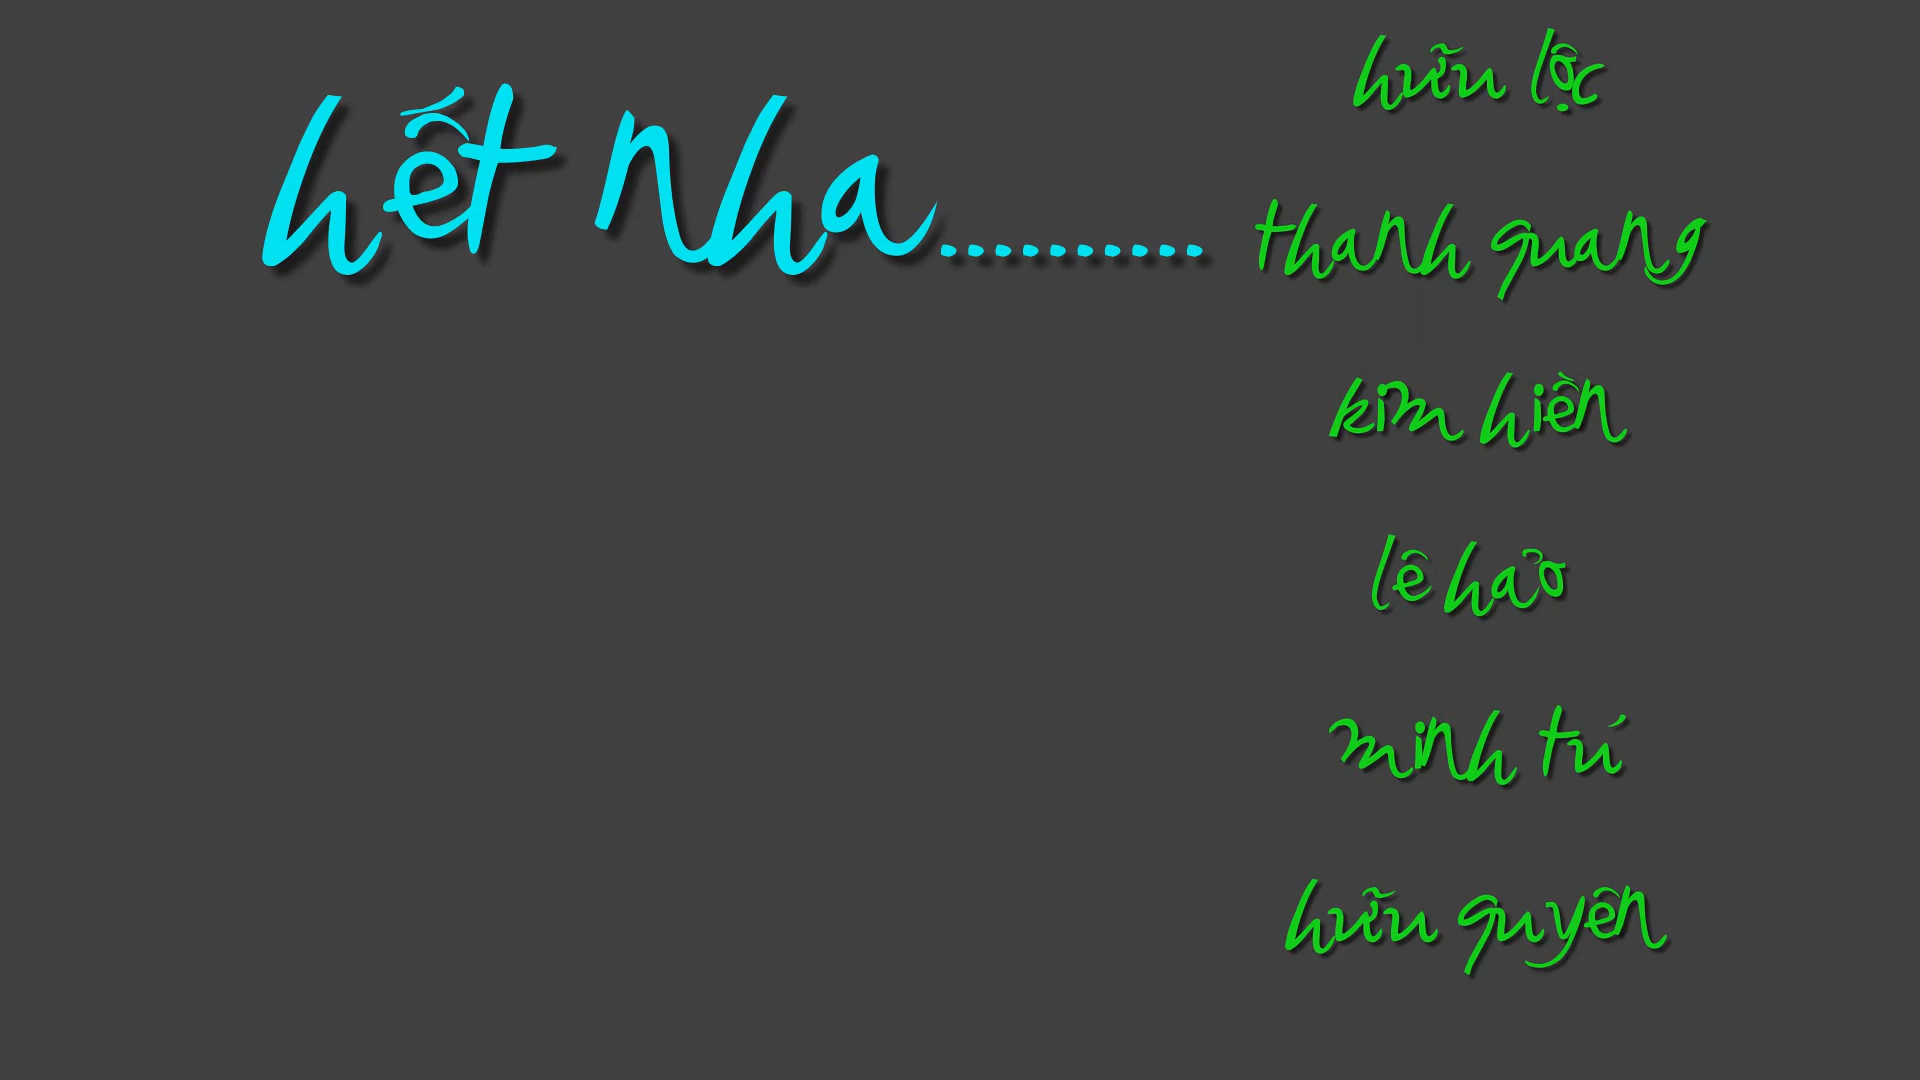 hết nha..........
hữu lộc
thanh quang
kim hiền
lê hảo
minh tú
hữu quyên